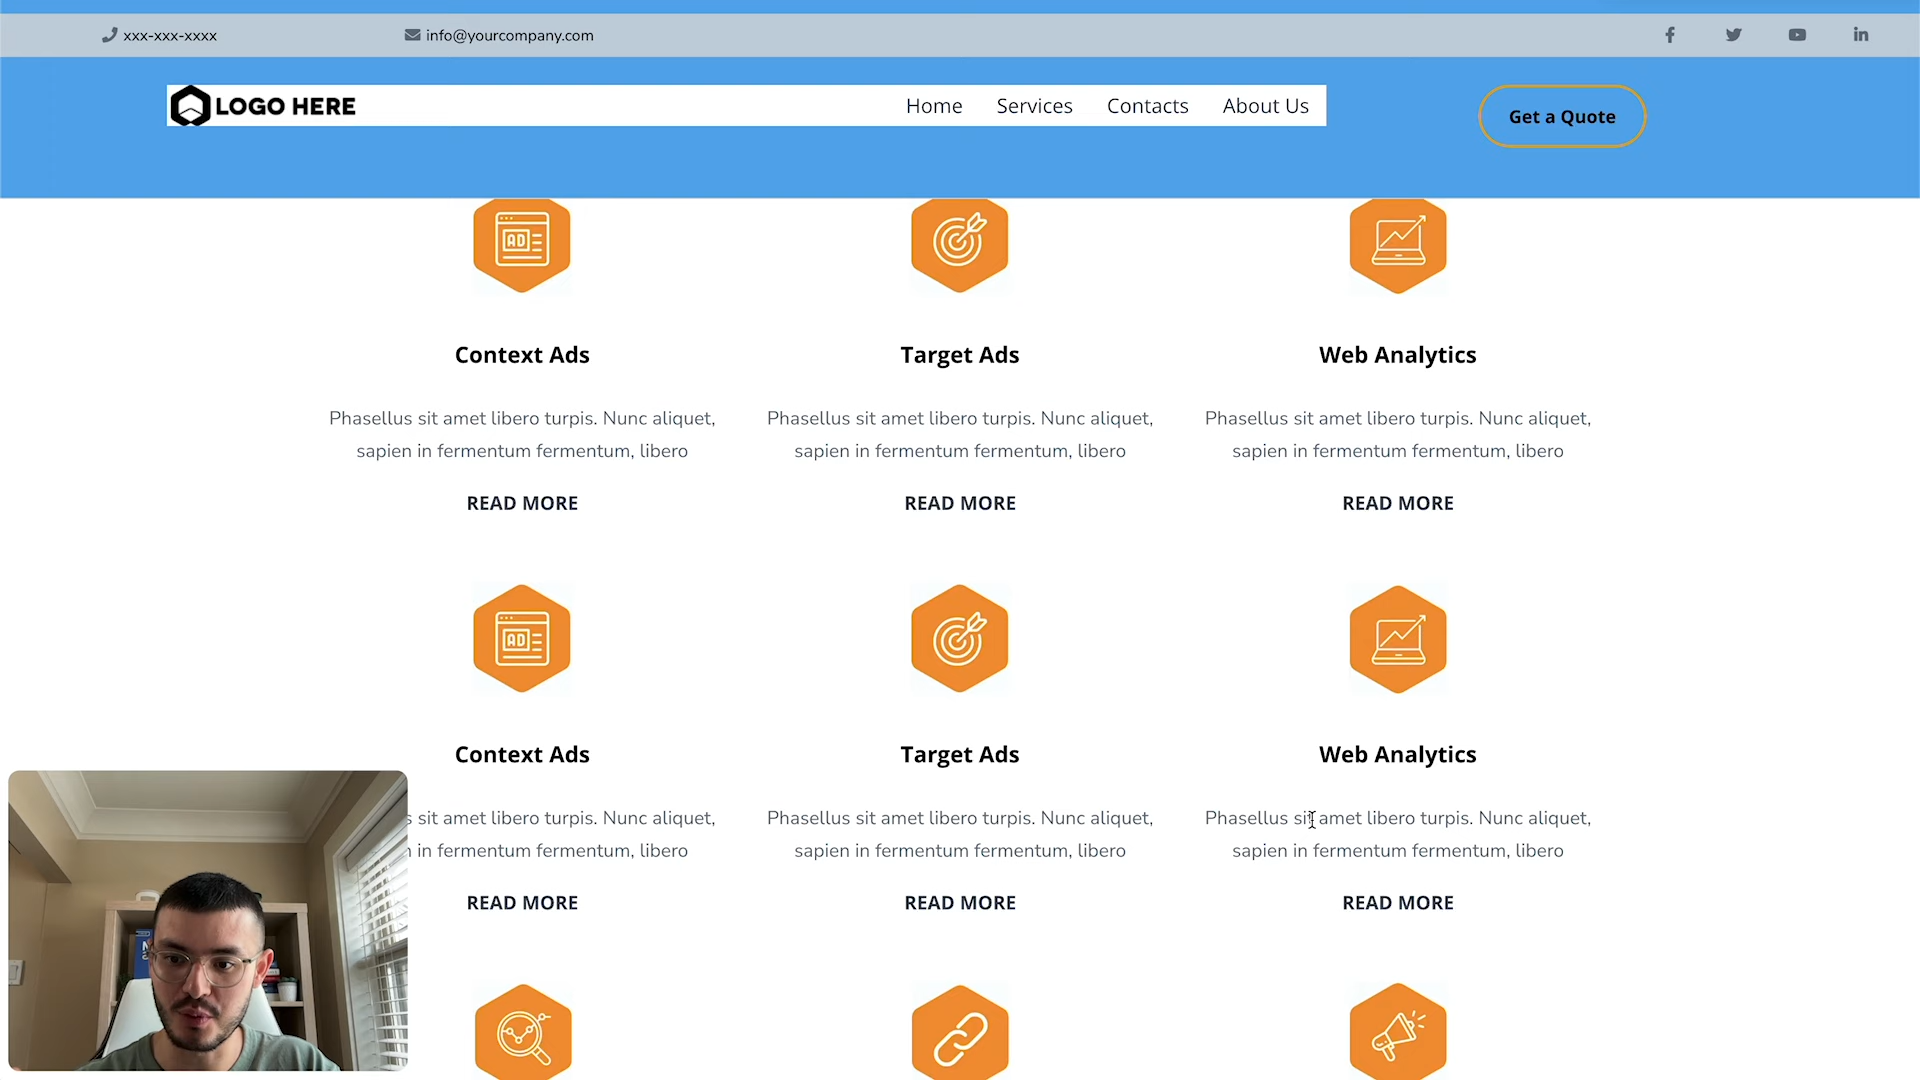 xxx-xxx-xxxx
info@yourcompany.com
LOGO HERE
Home
Services
Contacts
About Us
Get a Quote
AD
Context Ads
Target Ads
Web Analytics
Phasellus sit amet libero turpis. Nunc aliquet,
sapien in fermentum fermentum, libero
Phasellus sit amet libero turpis. Nunc aliquet,
sapien in fermentum fermentum, libero
Phasellus sit amet libero turpis. Nunc aliquet,
sapien in fermentum fermentum, libero
READ MORE
READ MORE
READ MORE
AD
Context Ads
Target Ads
Web Analytics
sit amet libero turpis. Nunc aliquet,
in fermentum fermentum, libero
Phasellus sit amet libero turpis. Nunc aliquet,
sapien in fermentum fermentum, libero
Phasellus sit amet libero turpis. Nunc aliquet,
sapien in fermentum fermentum, libero
READ MORE
READ MORE
READ MORE